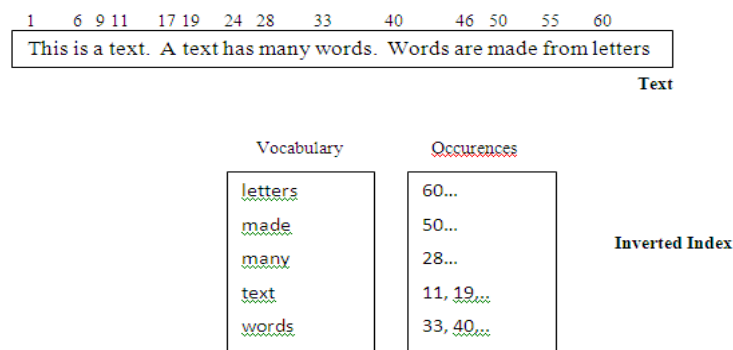 1 6 9 11 17 19 24 28 33 40 46 50 55 60
This is a text. A text has many words. Words are made from letters
Text
Vocabulary Occurences
letters 60...
made 50...
many 28...
Inverted Index
text 11, 19,..
words 33, 40,..